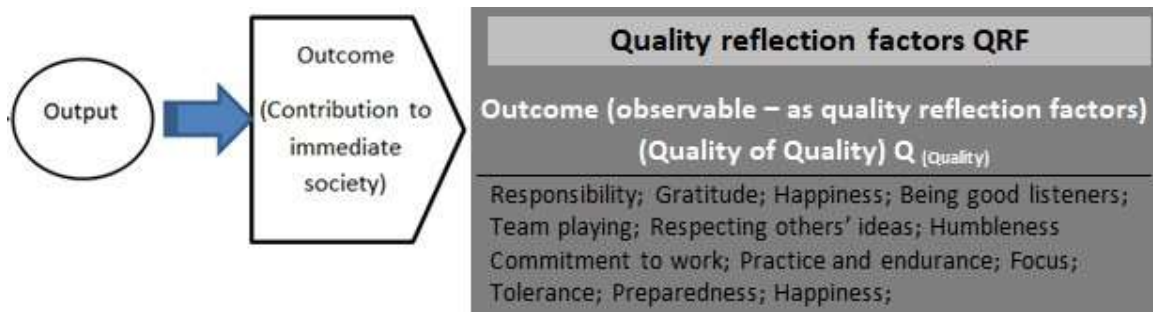 Output
Outcome
(Contribution to
immediate
society)
Quality reflection factors QRF
Outcome (observable – as quality reflection factors)
(Quality of Quality) Q (Quality)
Responsibility; Gratitude; Happiness; Being good listeners;
Team playing; Respecting others' ideas; Humbleness
Commitment to work; Practice and endurance; Focus;
Tolerance; Preparedness; Happiness;